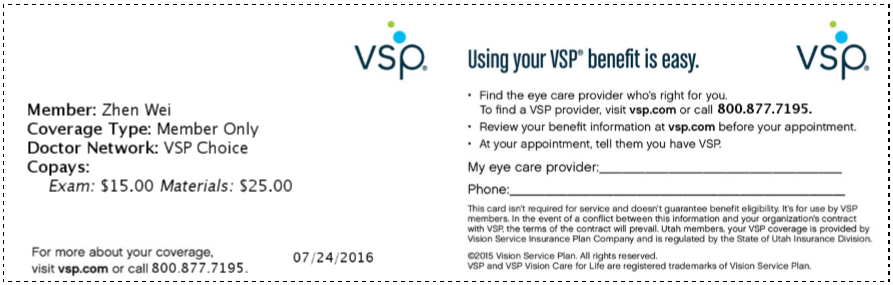 vsp.
Member: Zhen Wei
Coverage Type: Member Only
Doctor Network: VSP Choice
Copays:
Exam: $15.00 Materials: $25.00
For more about your coverage,
visit vsp.com or call 800.877.7195.
07/24/2016
vsp.
Using your VSP® benefit is easy.
• Find the eye care provider who's right for you.
To find a VSP provider, visit vsp.com or call 800.877.7195.
• Review your benefit information at vsp.com before your appointment.
• At your appointment, tell them you have VSP.
My eye care provider:
Phone:
This card isn't required for service and doesn't guarantee benefit eligibility. It's for use by VSP
members. In the event of a conflict between this information and your organization's contract
with VSP, the terms of the contract will prevail. Utah members, your VSP coverage is provided by
Vision Service Insurance Plan Company and is regulated by the State of Utah Insurance Division.
©2015 Vision Service Plan. All rights reserved.
VSP and VSP Vision Care for Life are registered trademarks of Vision Service Plan.